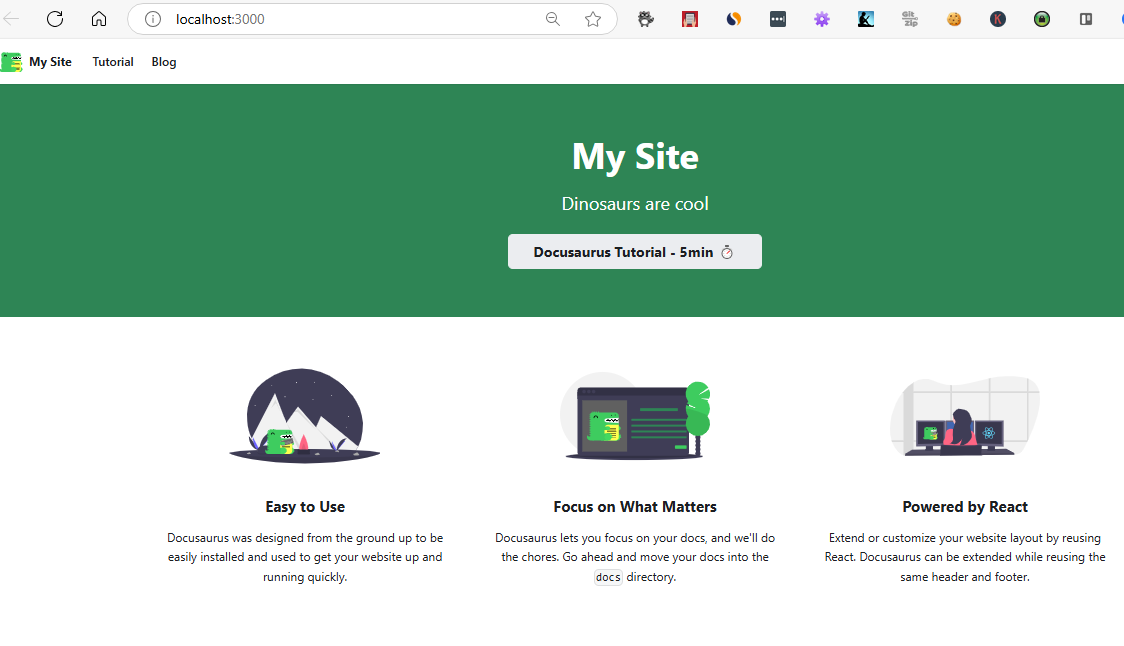 localhost:3000
My Site Tutorial Blog
My Site
Dinosaurs are cool
Docusaurus Tutorial - 5min ⏱️
Easy to Use
Docusaurus was designed from the ground up to be
easily installed and used to get your website up and
running quickly.
Focus on What Matters
Docusaurus lets you focus on your docs, and we'll do
the chores. Go ahead and move your docs into the
docs directory.
Powered by React
Extend or customize your website layout by reusing
React. Docusaurus can be extended while reusing the
same header and footer.